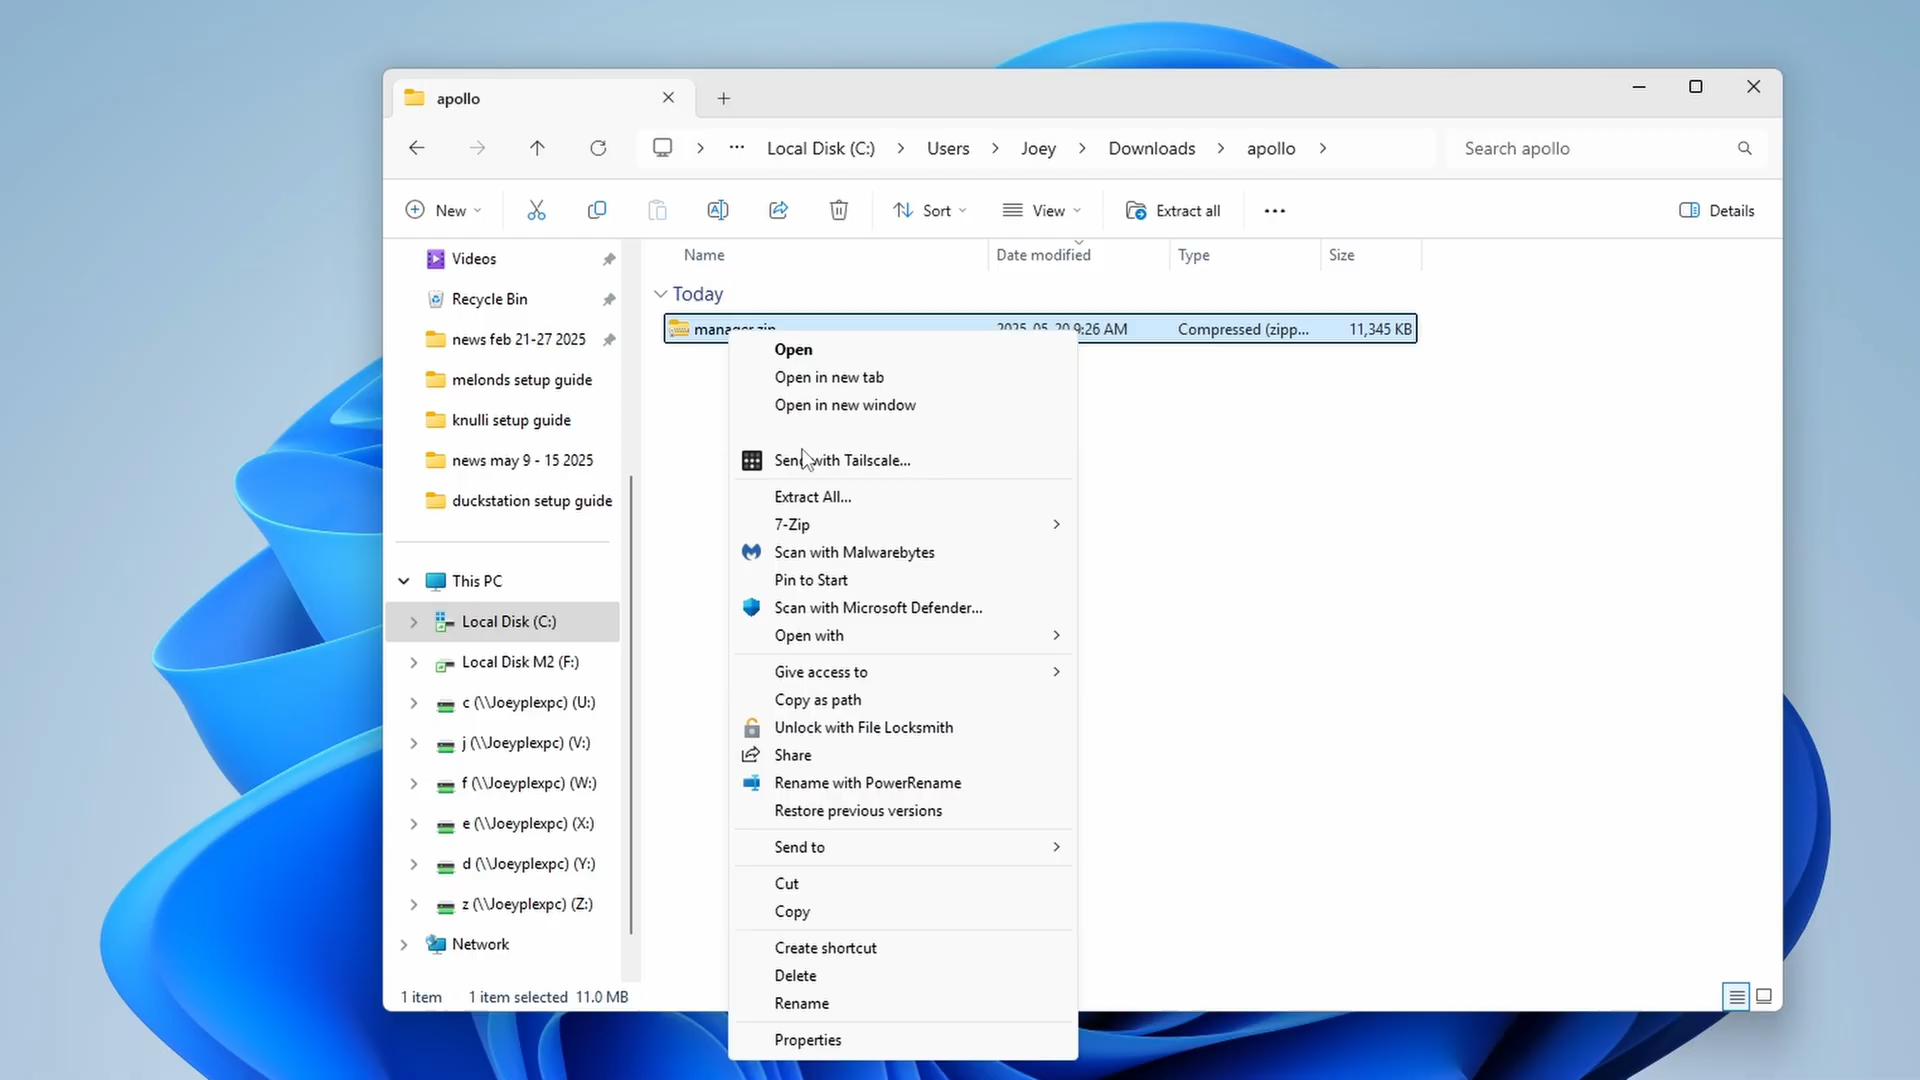 apollo
Local Disk (C:) Users Joey Downloads apollo
Search apollo
New Sort View Extract all ••• Details
Name Date modified Type Size
Videos
Recycle Bin
news feb 21-27 2025
melonds setup guide
knulli setup guide
news may 9 - 15 2025
duckstation setup guide
This PC
Local Disk (C:)
Local Disk M2 (F:)
c (\\Joeyplexpc) (U:)
j (\\Joeyplexpc) (V:)
f (\\Joeyplexpc) (W:)
e (\\Joeyplexpc) (X:)
d (\\Joeyplexpc) (Y:)
z (\\Joeyplexpc) (Z:)
Network
Today
manager.zip 2025-05-20 9:26 AM Compressed (zipp... 11,345 KB
Open
Open in new tab
Open in new window
Send with Tailscale...
Extract All...
7-Zip
Scan with Malwarebytes
Pin to Start
Scan with Microsoft Defender...
Open with
Give access to
Copy as path
Unlock with File Locksmith
Share
Rename with PowerRename
Restore previous versions
Send to
Cut
Copy
Create shortcut
Delete
Rename
Properties
1 item 1 item selected 11.0 MB